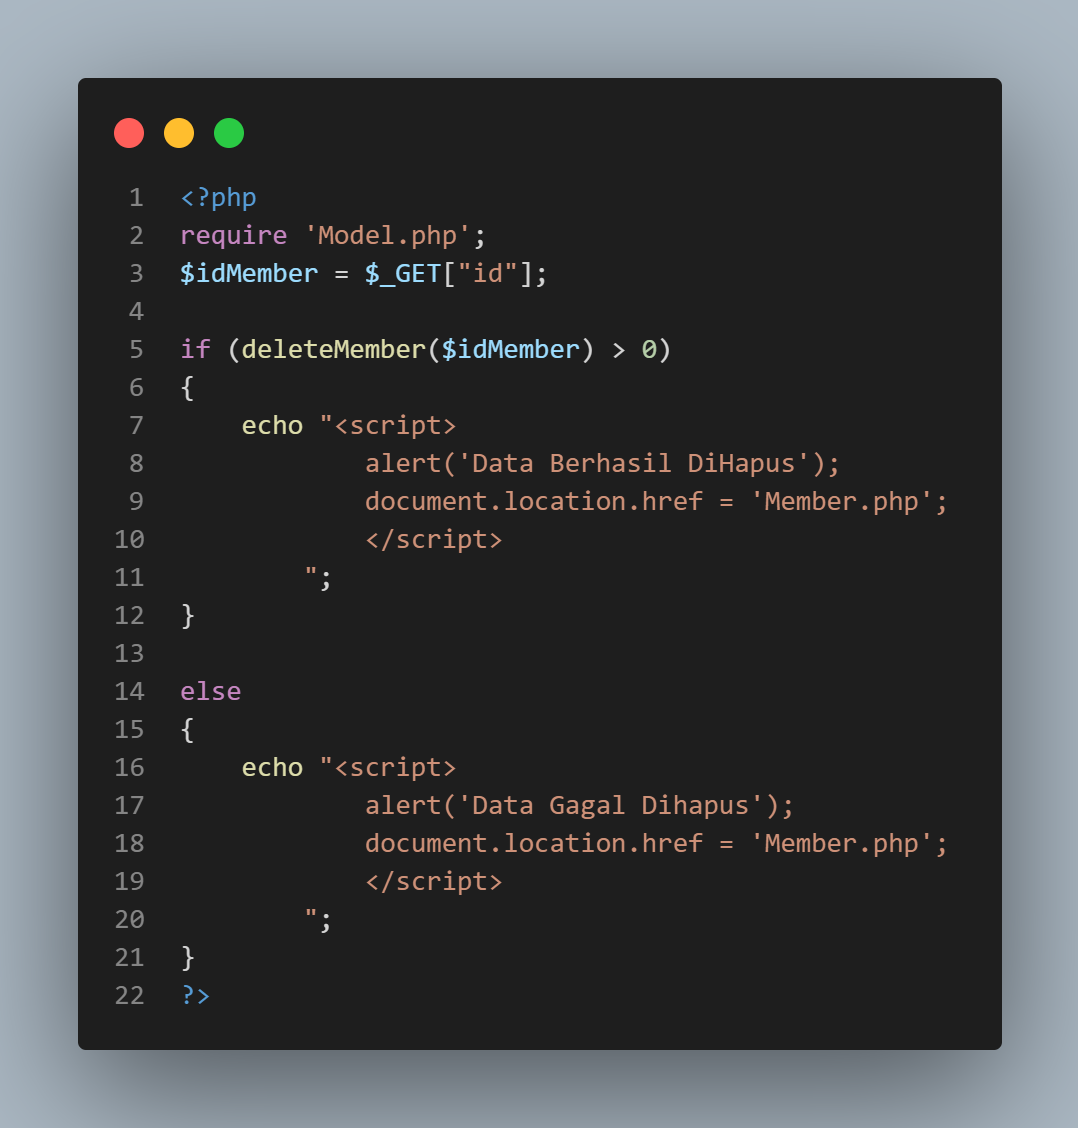 1 <?php
2 require 'Model.php';
3 $idMember = $_GET["id"];
4
5 if (deleteMember($idMember) > 0)
6 {
7     echo "<script>
8             alert('Data Berhasil DiHapus');
9             document.location.href = 'Member.php';
10             </script>
11         ";
12 }
13
14 else
15 {
16     echo "<script>
17             alert('Data Gagal Dihapus');
18             document.location.href = 'Member.php';
19             </script>
20         ";
21 }
22 ?>